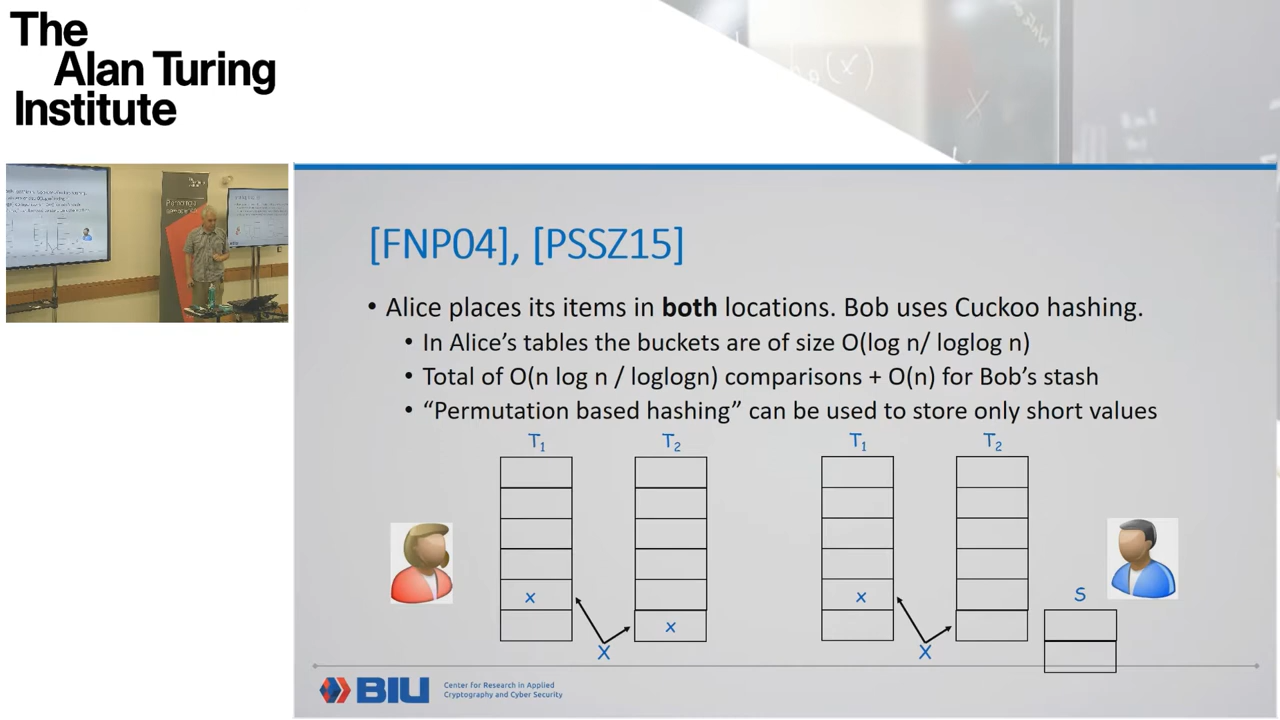 The
Alan Turing
Institute
[FNP04], [PSSZ15]
• Alice places its items in both locations. Bob uses Cuckoo hashing.
• In Alice's tables the buckets are of size O(log n/ loglog n)
• Total of O(n log n / loglogn) comparisons + O(n) for Bob's stash
• “Permutation based hashing” can be used to store only short values
T₁ T₂ T₁ T₂
x x S
x
X X
BIU Center for Research in Applied
Cryptography and Cyber Security